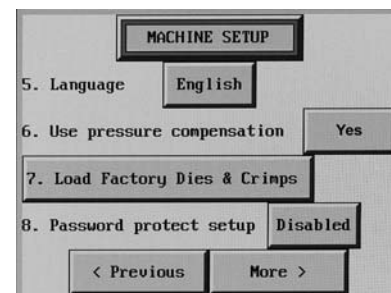 MACHINE SETUP
5. Language English
6. Use pressure compensation Yes
7. Load Factory Dies & Crimps
8. Password protect setup Disabled
< Previous More >